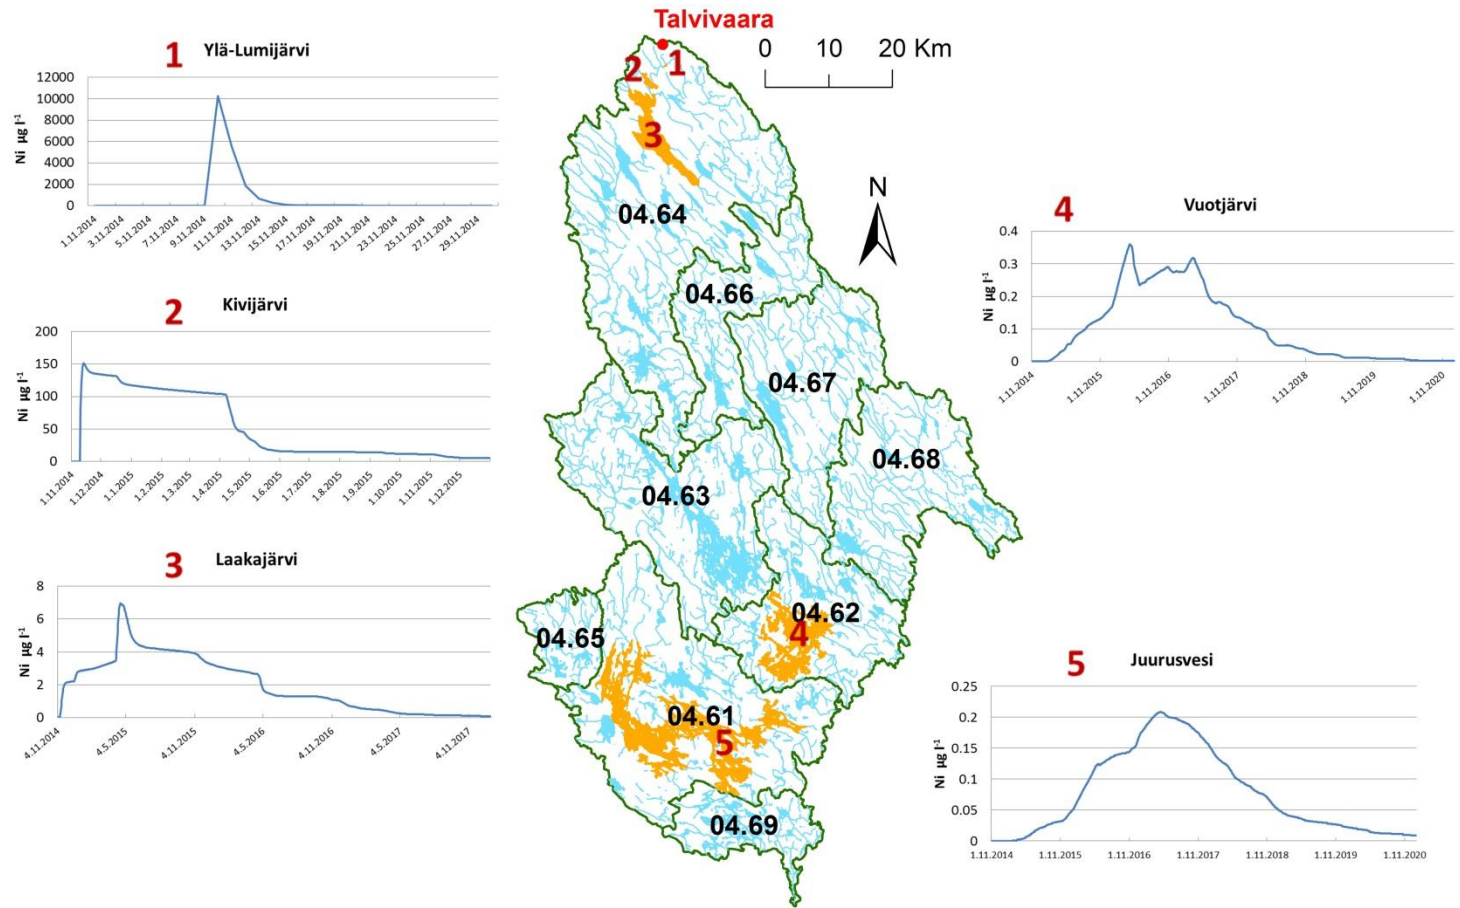 Talvivaara
0 10 20 Km
1
2
3
N
04.64
04.66
04.67
04.68
04.63
04.62
4
04.65
04.61
5
04.69
1 Ylä-Lumijärvi
Ni µg l-1
12000
10000
8000
6000
4000
2000
0
1.11.2014 3.11.2014 5.11.2014 7.11.2014 9.11.2014 11.11.2014 13.11.2014 15.11.2014 17.11.2014 19.11.2014 21.11.2014 23.11.2014 25.11.2014 27.11.2014 29.11.2014
2 Kivijärvi
Ni µg l-1
200
150
100
50
0
1.11.2014 1.12.2014 1.1.2015 1.2.2015 1.3.2015 1.4.2015 1.5.2015 1.6.2015 1.7.2015 1.8.2015 1.9.2015 1.10.2015 1.11.2015 1.12.2015
3 Laakajärvi
Ni µg l-1
8
6
4
2
0
4.11.2014 4.5.2015 4.11.2015 4.5.2016 4.11.2016 4.5.2017 4.11.2017
4 Vuotjärvi
Ni µg l-1
0.4
0.3
0.2
0.1
0
1.11.2014 1.11.2015 1.11.2016 1.11.2017 1.11.2018 1.11.2019 1.11.2020
5 Juurusvesi
Ni µg l-1
0.25
0.2
0.15
0.1
0.05
0
1.11.2014 1.11.2015 1.11.2016 1.11.2017 1.11.2018 1.11.2019 1.11.2020